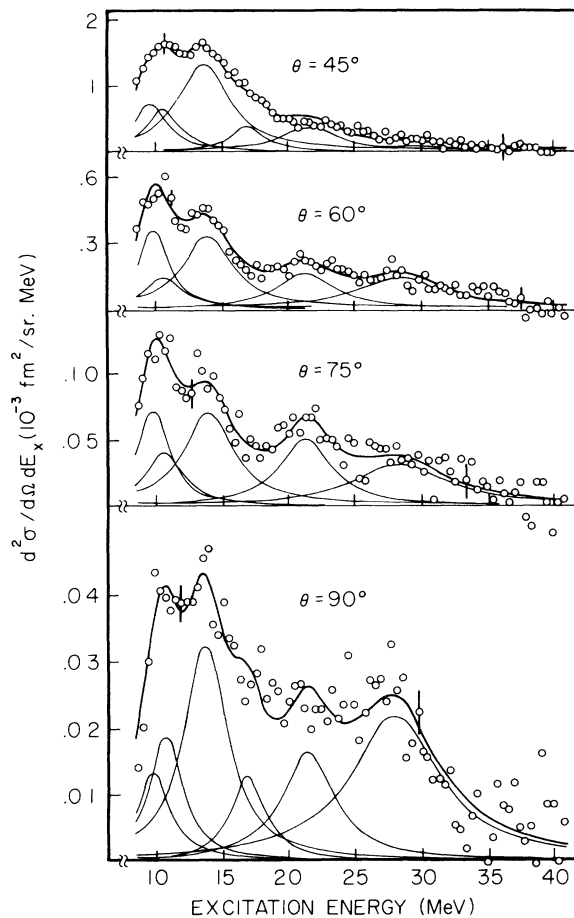 2
1
θ = 45°
.6
.3
θ = 60°
.10
.05
θ = 75°
.04
.03
.02
.01
θ = 90°
10 15 20 25 30 35 40
EXCITATION ENERGY (MeV)
d²σ/dΩdEₓ(10⁻³ fm²/sr. MeV)